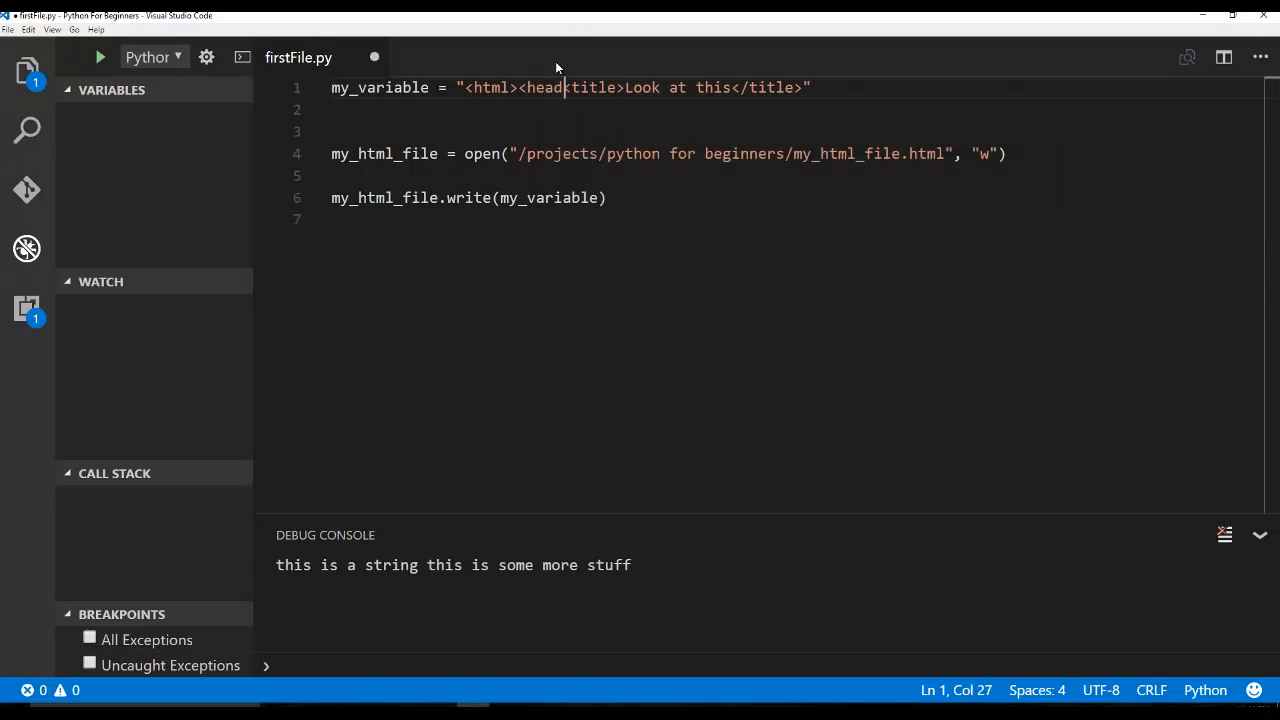 firstFile.py - Python For Beginners - Visual Studio Code
File Edit View Go Help
Python
firstFile.py
1
VARIABLES
1 my_variable = "<html><head<title>Look at this</title>"
2
3
4 my_html_file = open("/projects/python for beginners/my_html_file.html", "w")
5
6 my_html_file.write(my_variable)
7
WATCH
1
CALL STACK
DEBUG CONSOLE
this is a string this is some more stuff
BREAKPOINTS
All Exceptions
Uncaught Exceptions
0 0 Ln 1, Col 27 Spaces: 4 UTF-8 CRLF Python